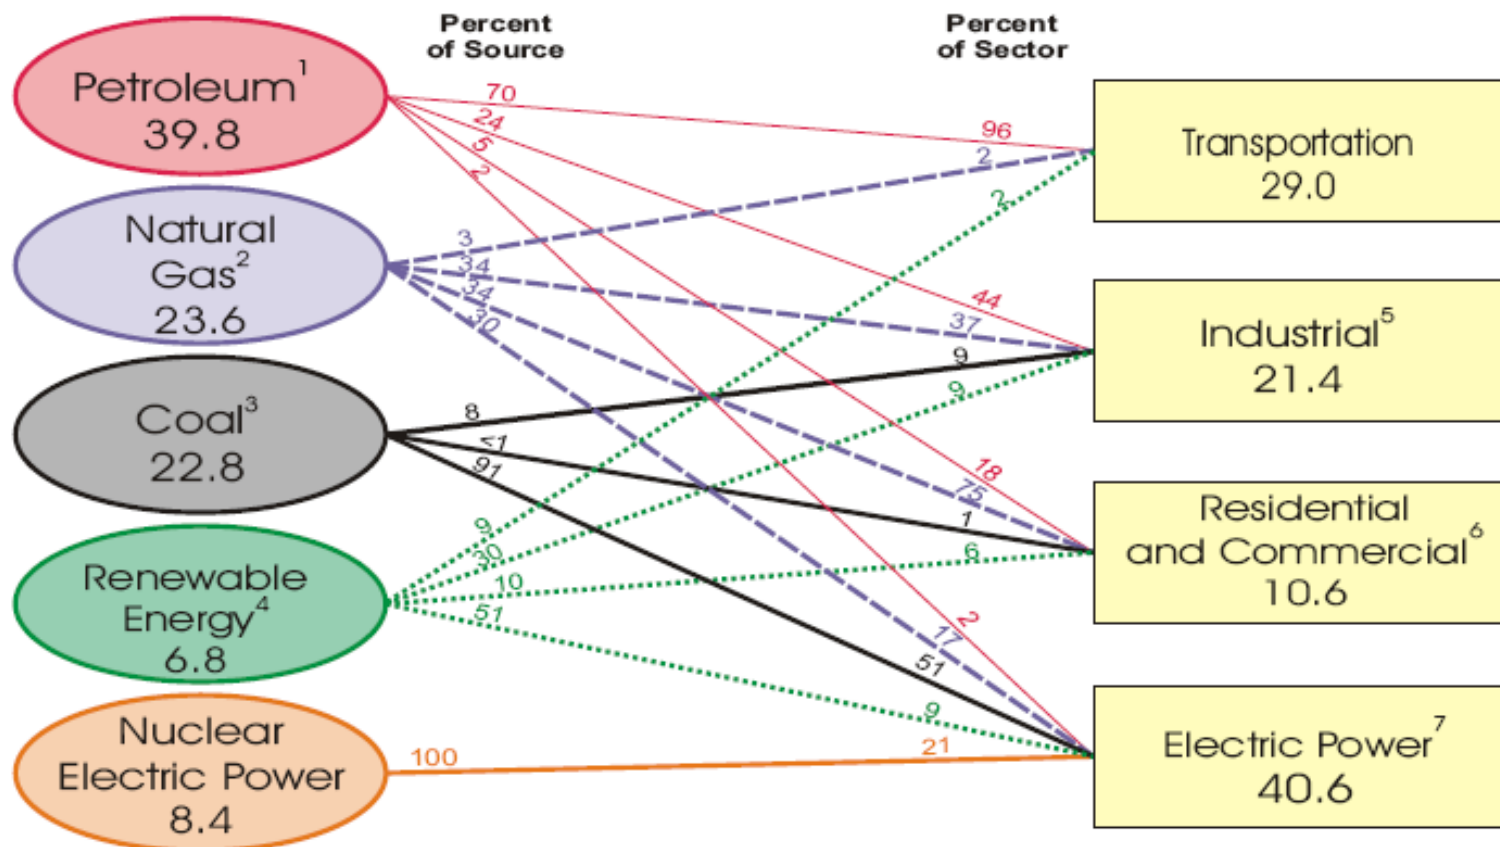 Percent
of Source
Percent
of Sector
Petroleum1
39.8
Natural
Gas2
23.6
Coal3
22.8
Renewable
Energy4
6.8
Nuclear
Electric Power
8.4
70
24
5
2
3
34
34
30
8
<1
91
9
30
10
51
100
96
2
2
44
37
9
9
18
75
1
6
2
17
51
9
21
Transportation
29.0
Industrial5
21.4
Residential
and Commercial6
10.6
Electric Power7
40.6